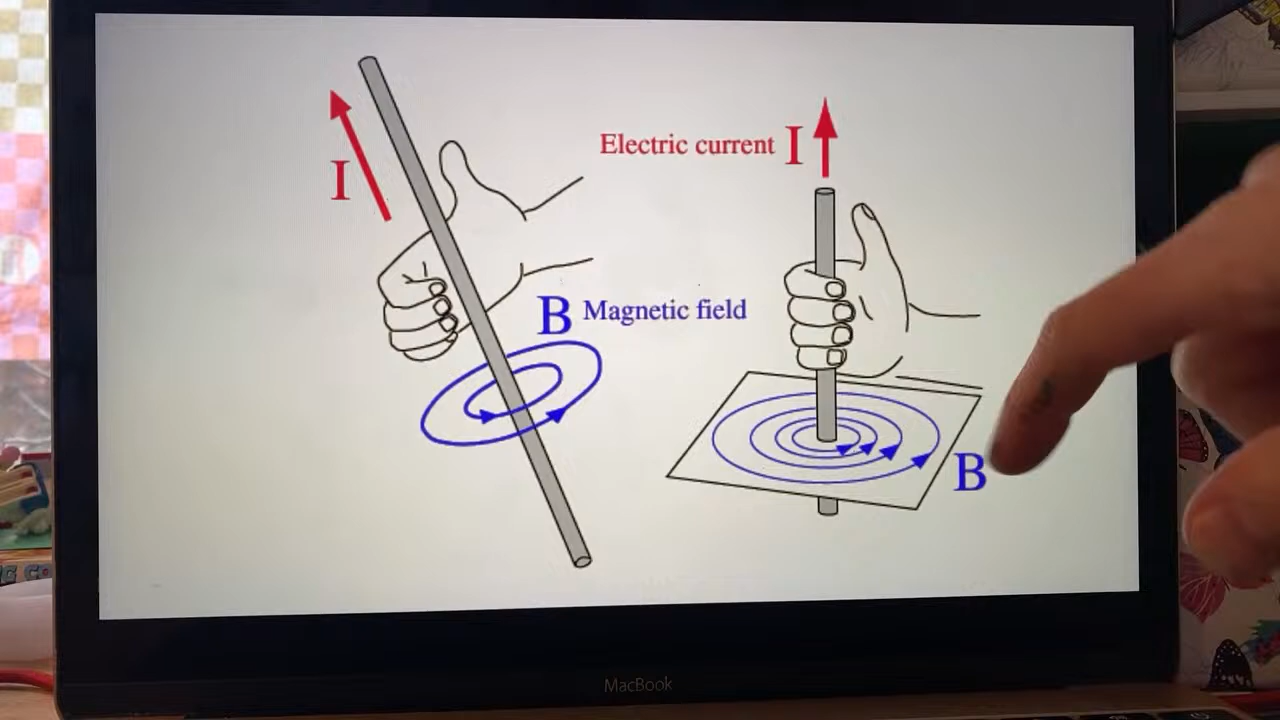 I
Electric current I
B Magnetic field
B
MacBook